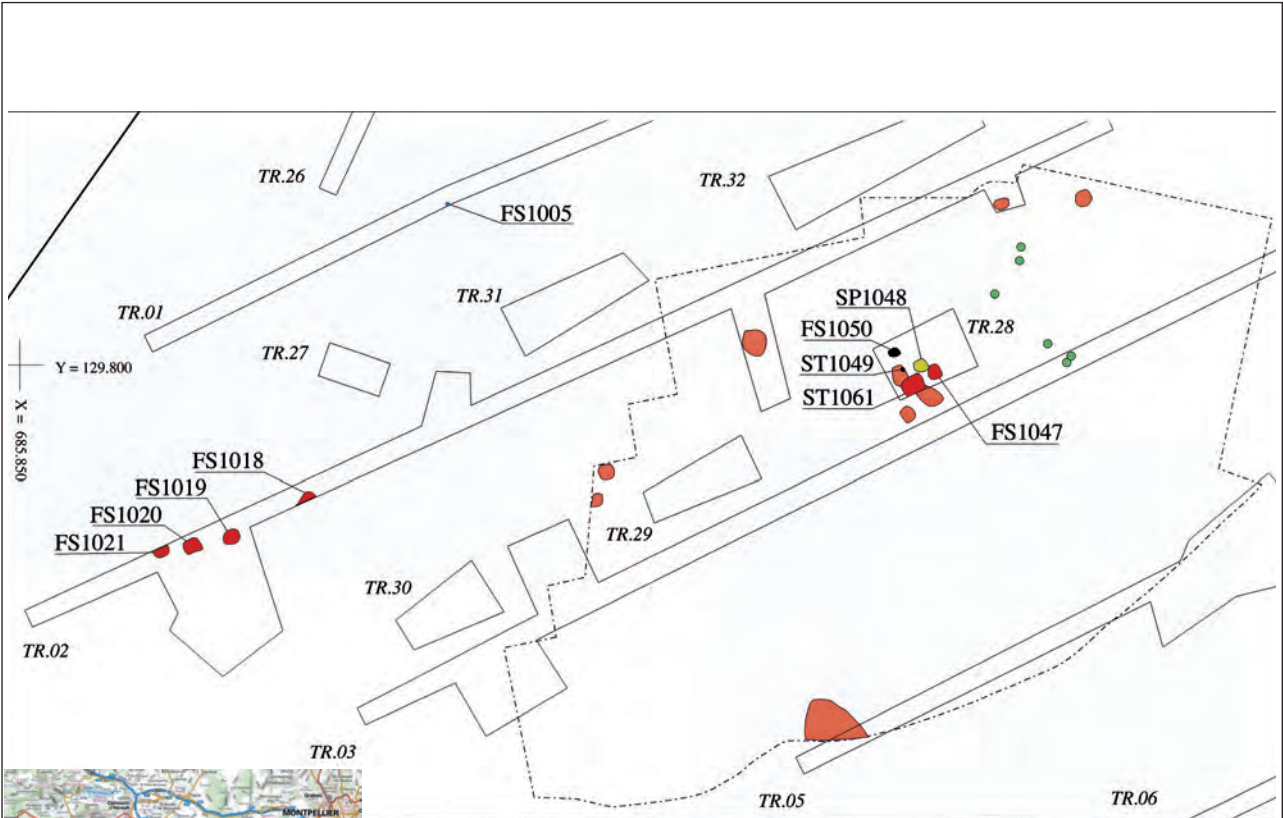 TR.26
TR.32
FS1005
TR.01
TR.31
SP1048
FS1050
TR.28
TR.27
ST1049
Y = 129.800
ST1061
X = 685.850
FS1047
FS1018
FS1019
FS1020
FS1021
TR.29
TR.30
TR.02
TR.03
TR.05
TR.06
MONTPELLIER